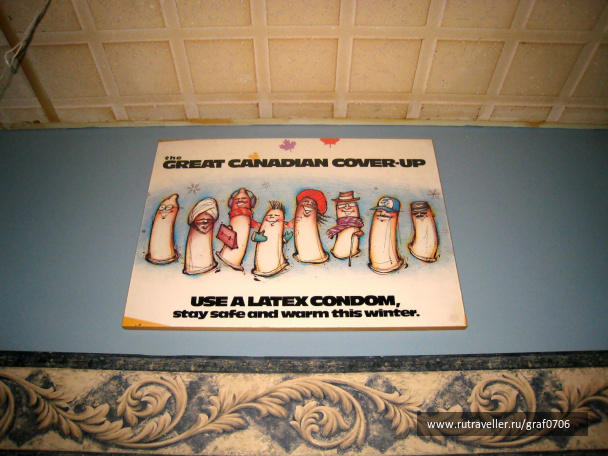 the
GREAT CANADIAN COVER-UP
USE A LATEX CONDOM,
stay safe and warm this winter.
www.rutraveller.ru/graf0706